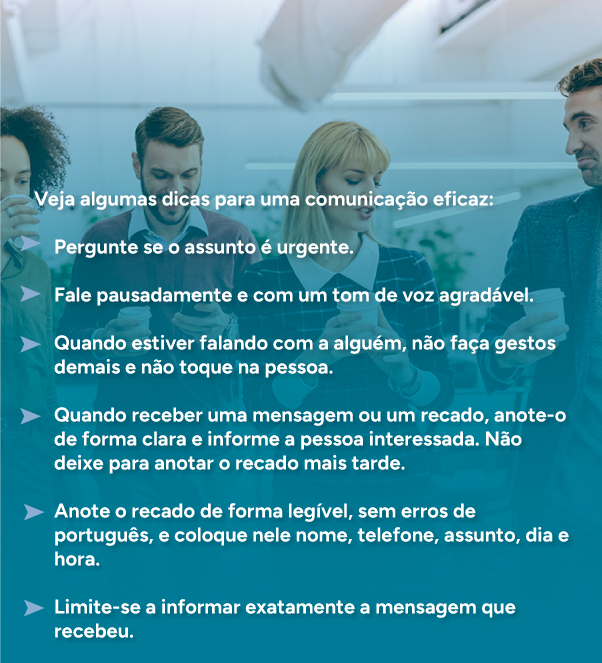 Veja algumas dicas para uma comunicação eficaz:
Pergunte se o assunto é urgente.
Fale pausadamente e com um tom de voz agradável.
Quando estiver falando com a alguém, não faça gestos
demais e não toque na pessoa.
Quando receber uma mensagem ou um recado, anote-o
de forma clara e informe a pessoa interessada. Não
deixe para anotar o recado mais tarde.
Anote o recado de forma legível, sem erros de
português, e coloque nele nome, telefone, assunto, dia e
hora.
Limite-se a informar exatamente a mensagem que
recebeu.